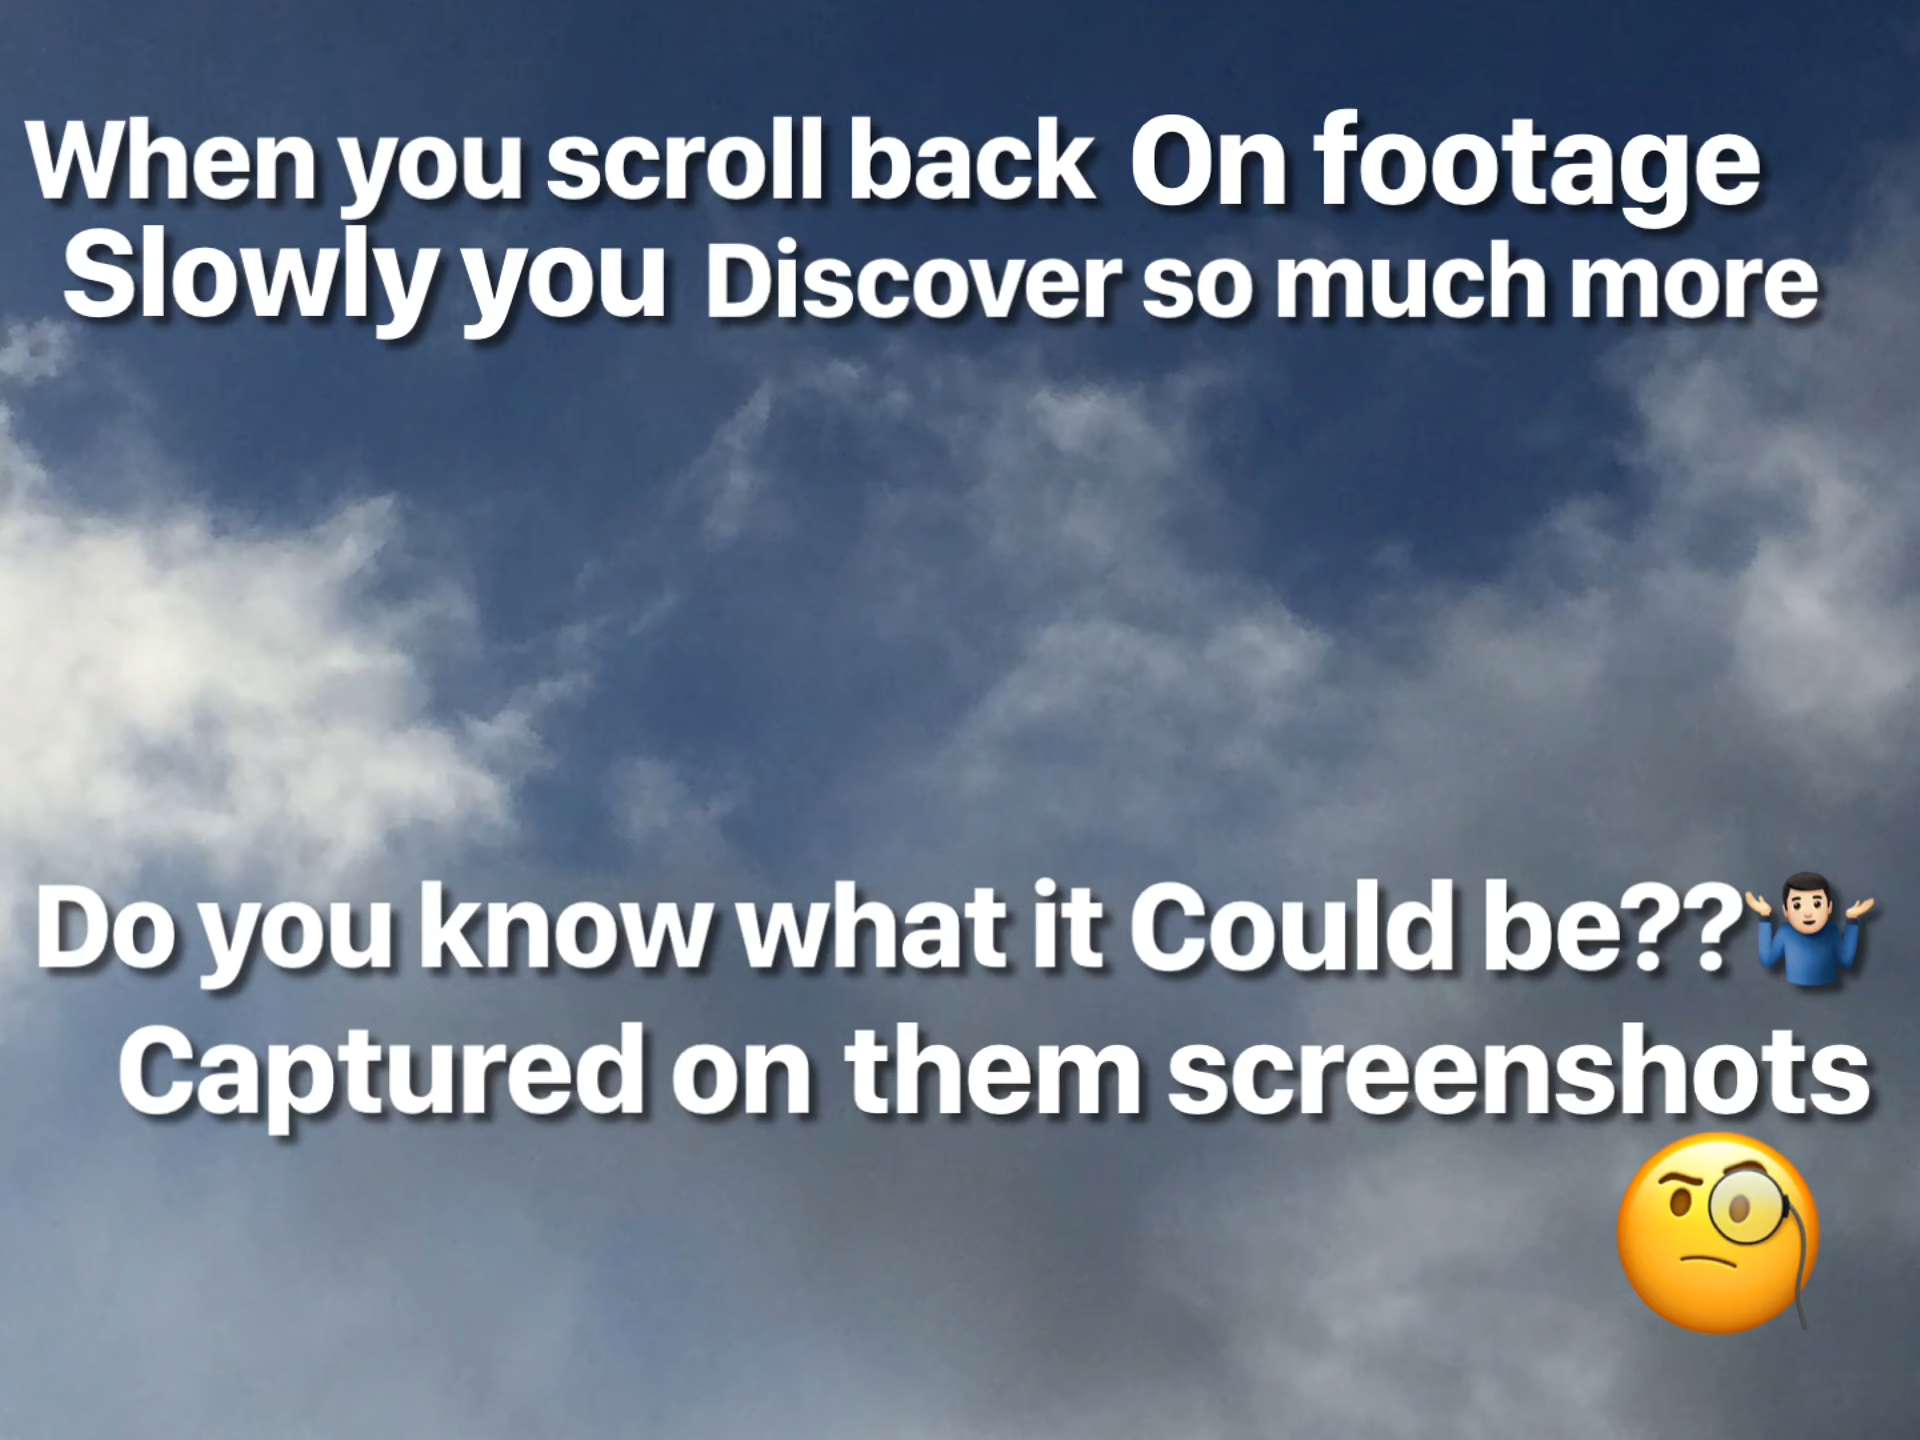 When you scroll back On footage
Slowly you Discover so much more
Do you know what it Could be??🤷🏻‍♂️
Captured on them screenshots
🧐